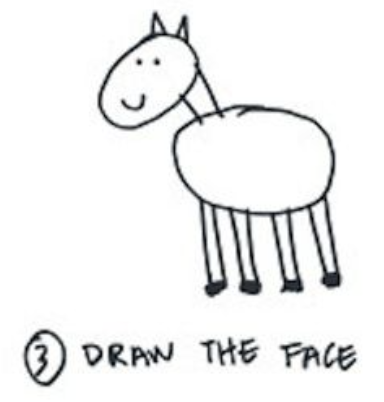 ③ DRAW THE FACE